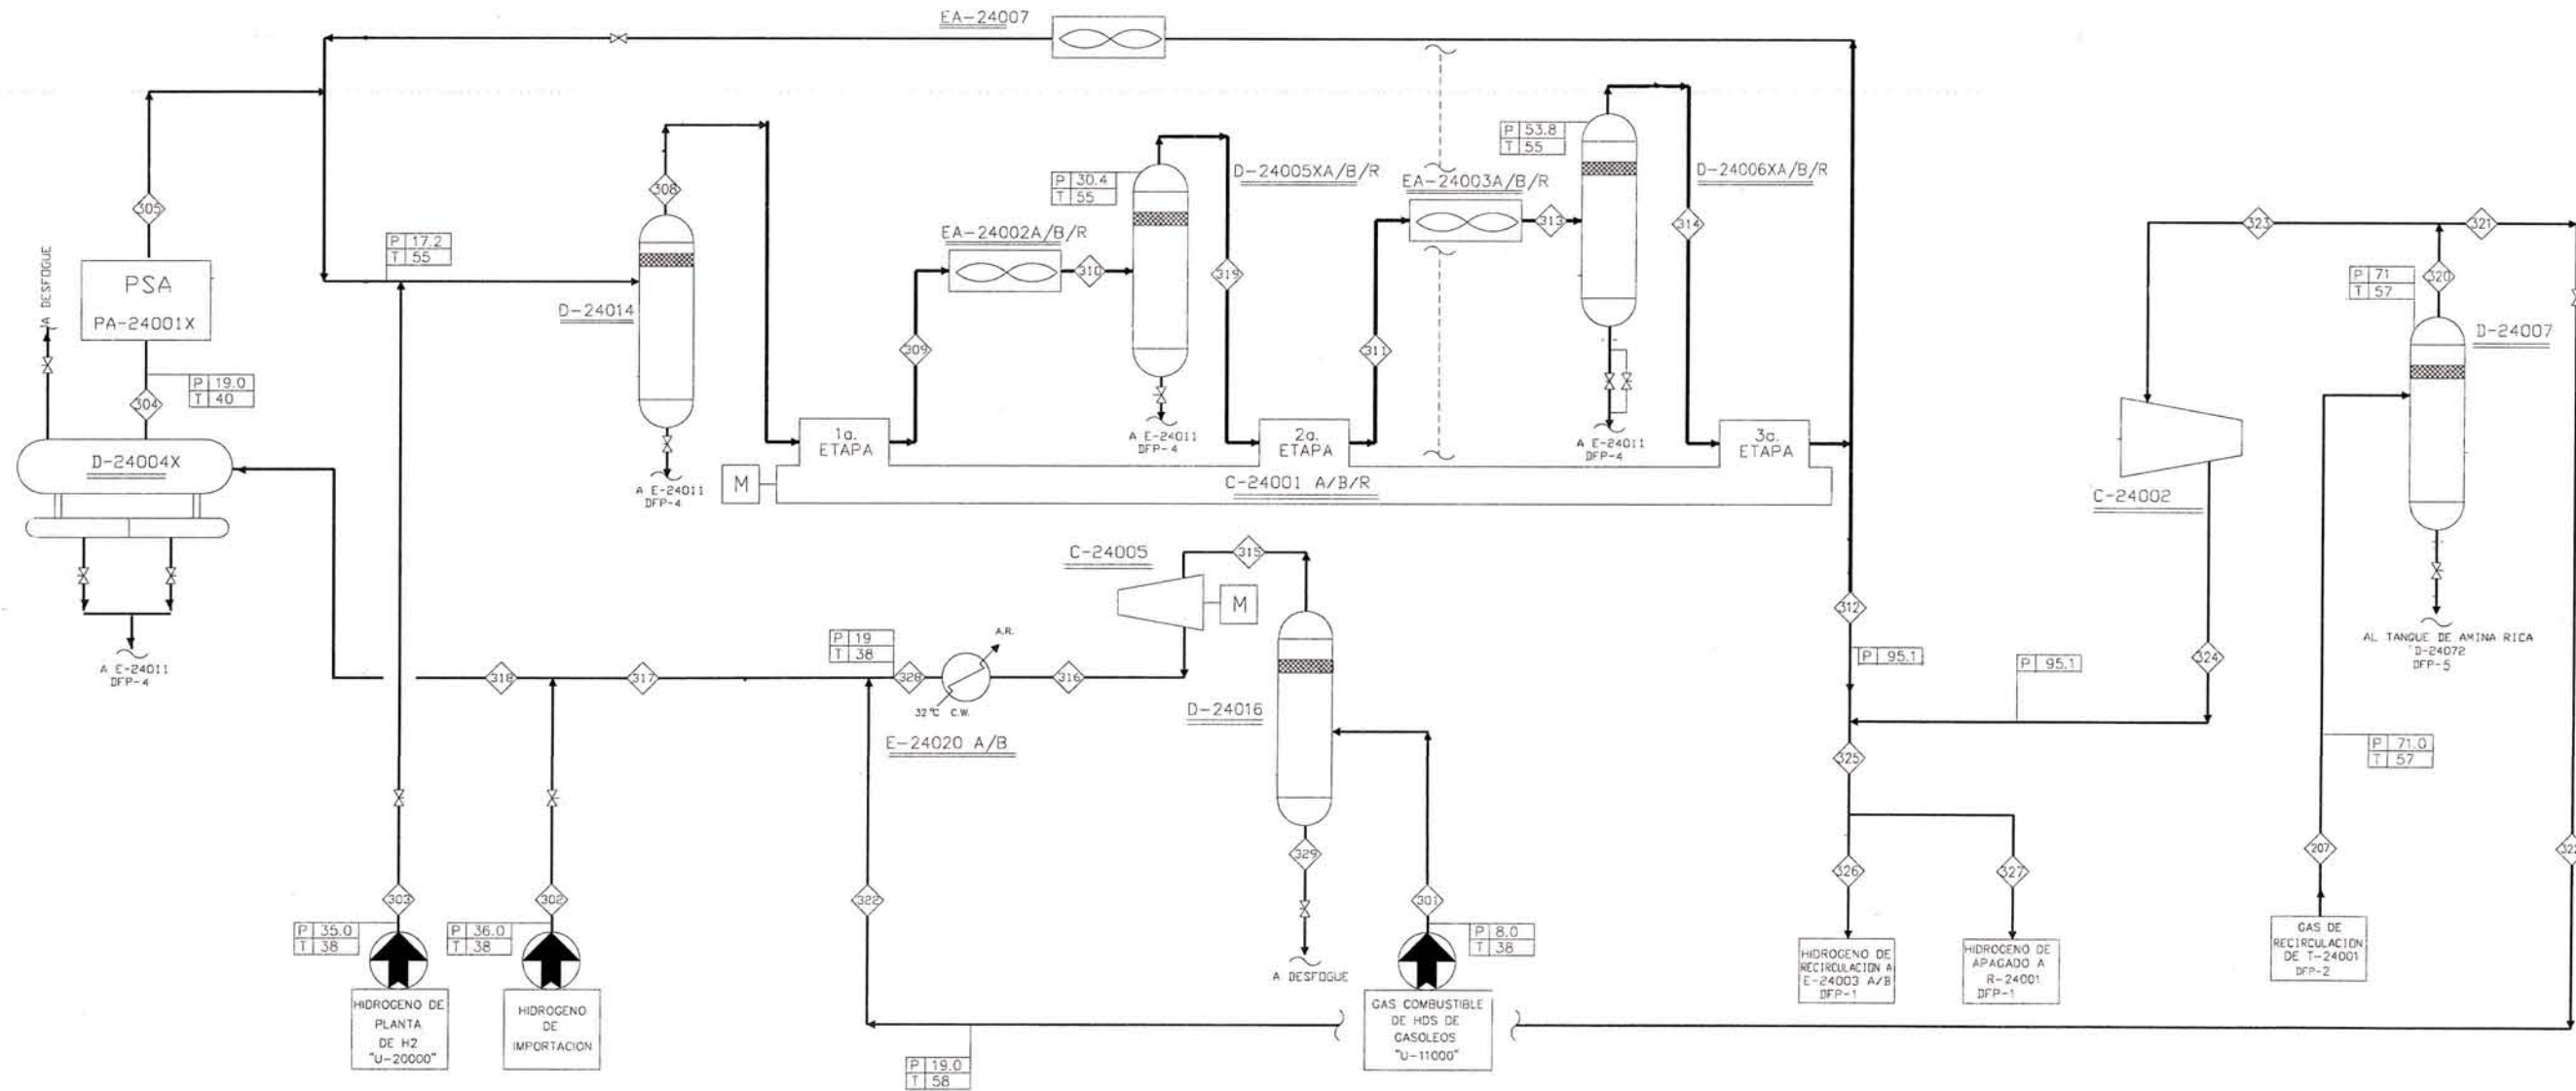 EA-24007
305
PSA
PA-24001X
A DESFOGUE
P 19.0
T 40
304
D-24004X
A E-24011
DFP-4
P 17.2
T 55
308
D-24014
A E-24011
DFP-4
309
EA-24002A/B/R
310
P 30.4
T 55
D-24005XA/B/R
319
A E-24011
DFP-4
311
EA-24003A/B/R
313
P 53.8
T 55
D-24006XA/B/R
314
A E-24011
DFP-4
1a.
ETAPA
2a.
ETAPA
3a.
ETAPA
M
C-24001 A/B/R
323
321
320
P 71
T 57
D-24007
C-24002
AL TANQUE DE AMINA RICA
D-24072
DFP-5
324
312
P 95.1
P 95.1
P 71.0
T 57
325
326
327
207
322
C-24005
315
M
D-24016
316
A.R.
32°C C.W.
E-24020 A/B
P 19
T 38
328
317
318
329
A DESFOGUE
301
P 8.0
T 38
322
303
P 35.0
T 38
302
P 36.0
T 38
HIDROGENO DE
PLANTA
DE H2
"U-20000"
HIDROGENO
DE
IMPORTACION
P 19.0
T 58
GAS COMBUSTIBLE
DE HDS DE
GASOLEOS
"U-11000"
HIDROGENO DE
RECIRCULACION A
E-24003 A/B
DFP-1
HIDROGENO DE
APAGADO A
R-24001
DFP-1
GAS DE
RECIRCULACION
DE T-24001
DFP-2